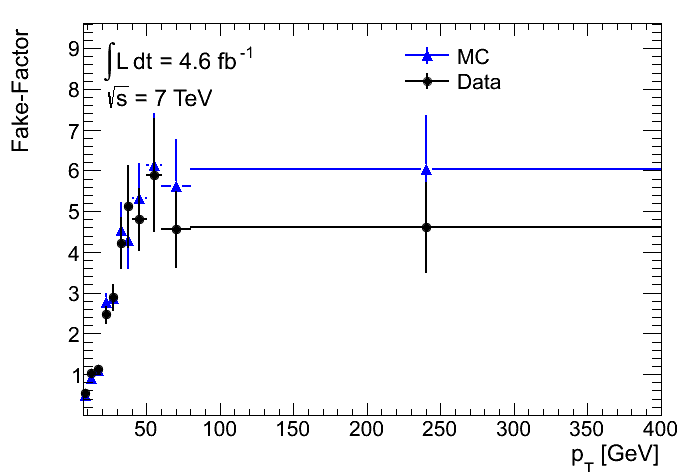 Fake-Factor
∫L dt = 4.6 fb⁻¹
√s = 7 TeV
MC
Data
9
8
7
6
5
4
3
2
1
50 100 150 200 250 300 350 400
p_T [GeV]